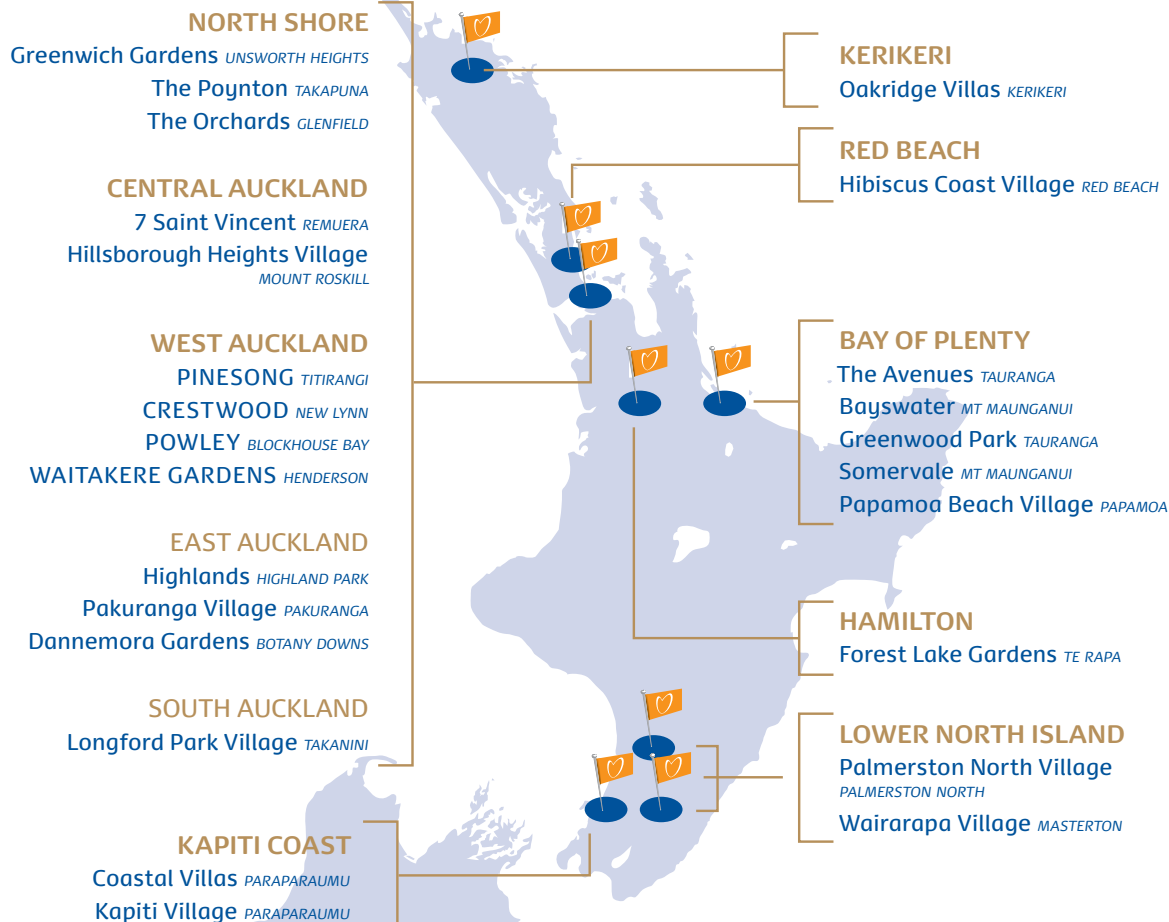 NORTH SHORE
Greenwich Gardens UNSWORTH HEIGHTS
The Poynton TAKAPUNA
The Orchards GLENFIELD
CENTRAL AUCKLAND
7 Saint Vincent REMUERA
Hillsborough Heights Village
MOUNT ROSKILL
WEST AUCKLAND
PINESONG TITIRANGI
CRESTWOOD NEW LYNN
POWLEY BLOCKHOUSE BAY
WAITAKERE GARDENS HENDERSON
EAST AUCKLAND
Highlands HIGHLAND PARK
Pakuranga Village PAKURANGA
Dannemora Gardens BOTANY DOWNS
SOUTH AUCKLAND
Longford Park Village TAKANINI
KAPITI COAST
Coastal Villas PARAPARAUMU
Kapiti Village PARAPARAUMU
KERIKERI
Oakridge Villas KERIKERI
RED BEACH
Hibiscus Coast Village RED BEACH
BAY OF PLENTY
The Avenues TAURANGA
Bayswater MT MAUNGANUI
Greenwood Park TAURANGA
Somervale MT MAUNGANUI
Papamoa Beach Village PAPAMOA
HAMILTON
Forest Lake Gardens TE RAPA
LOWER NORTH ISLAND
Palmerston North Village
PALMERSTON NORTH
Wairarapa Village MASTERTON